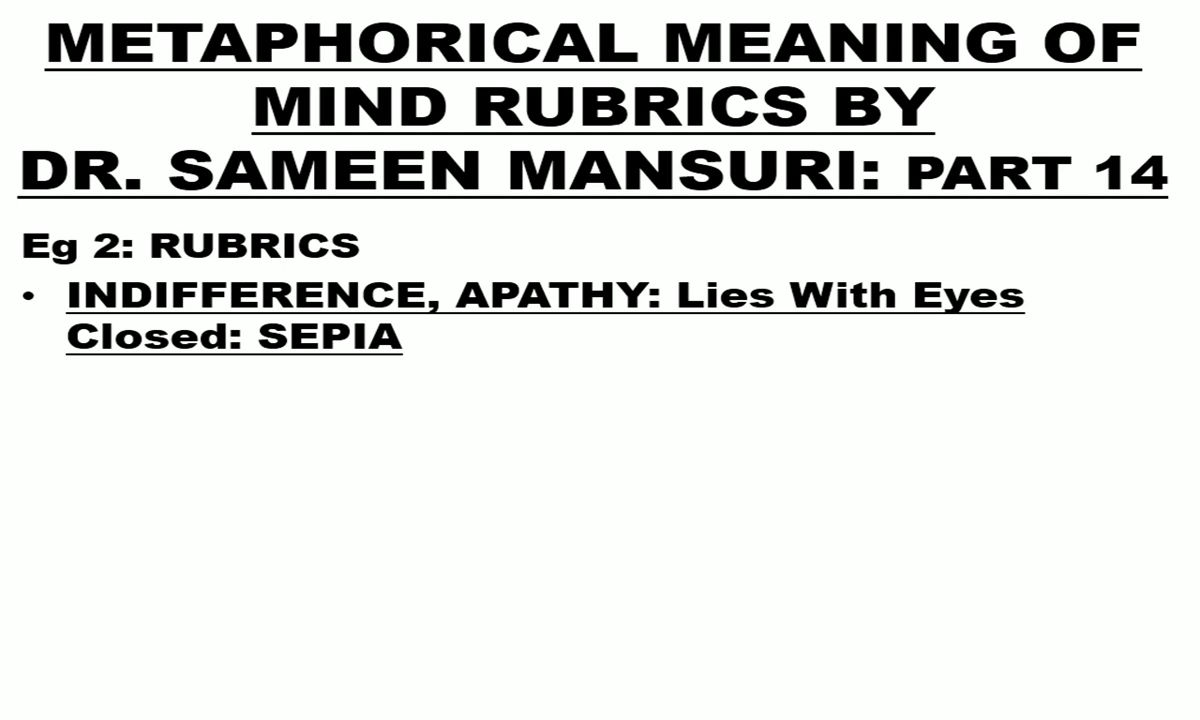 METAPHORICAL MEANING OF
MIND RUBRICS BY
DR. SAMEEN MANSURI: PART 14
Eg 2: RUBRICS
• INDIFFERENCE, APATHY: Lies With Eyes
Closed: SEPIA